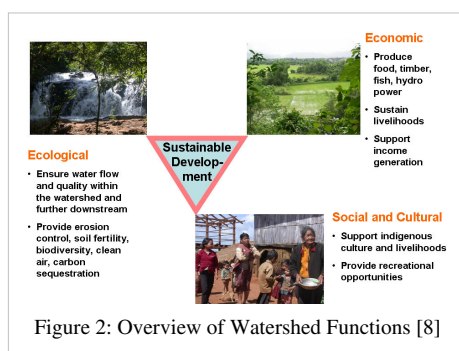 Economic
• Produce
food, timber,
fish, hydro
power
• Sustain
livelihoods
• Support
income
generation
Sustainable
Develop-
ment
Ecological
• Ensure water flow
and quality within
the watershed and
further downstream
• Provide erosion
control, soil fertility,
biodiversity, clean
air, carbon
sequestration
Social and Cultural
• Support indigenous
culture and livelihoods
• Provide recreational
opportunities
Figure 2: Overview of Watershed Functions [8]